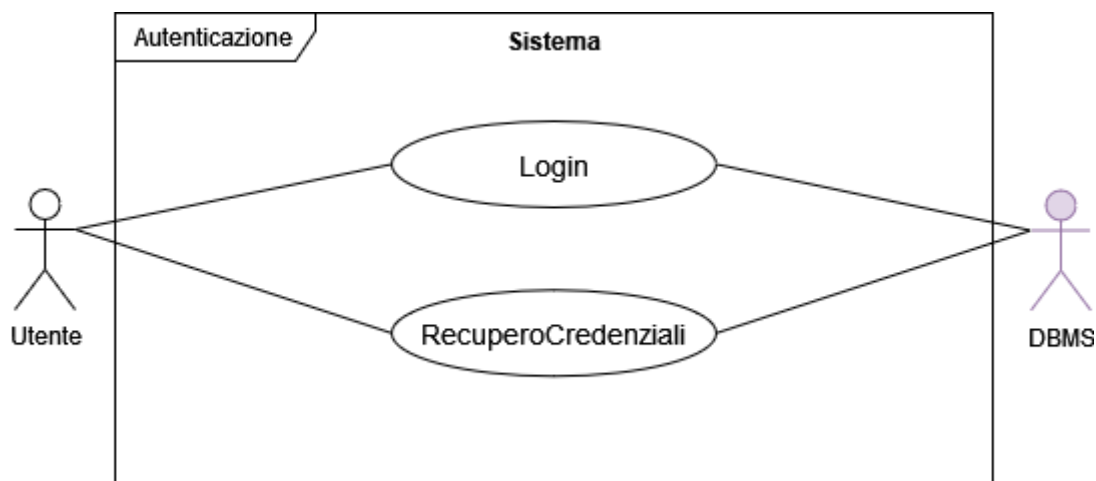 Autenticazione
Sistema
Login
Utente
RecuperoCredenziali
DBMS